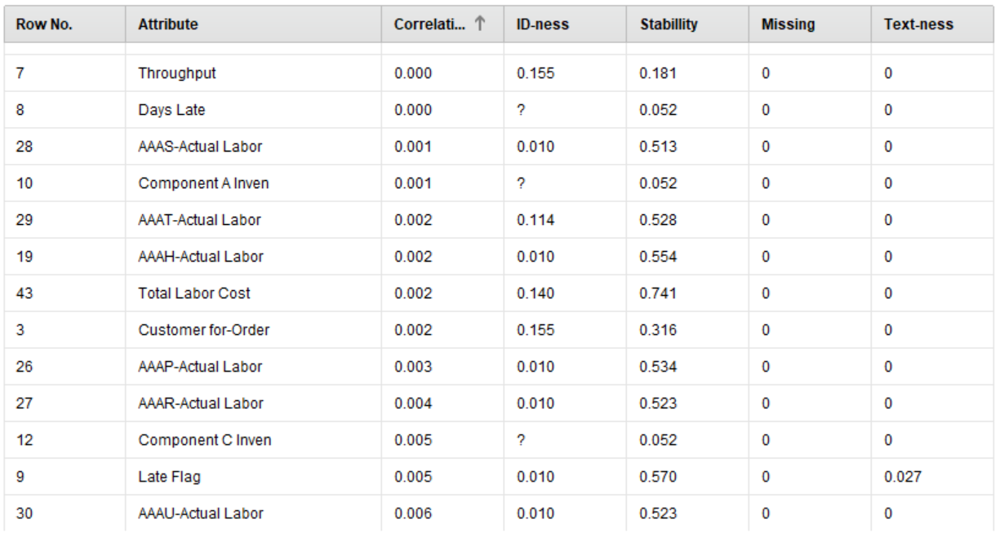 Row No. Attribute Correlati... ↑ ID-ness Stabillity Missing Text-ness
7 Throughput 0.000 0.155 0.181 0 0
8 Days Late 0.000 ? 0.052 0 0
28 AAAS-Actual Labor 0.001 0.010 0.513 0 0
10 Component A Inven 0.001 ? 0.052 0 0
29 AAAT-Actual Labor 0.002 0.114 0.528 0 0
19 AAAH-Actual Labor 0.002 0.010 0.554 0 0
43 Total Labor Cost 0.002 0.140 0.741 0 0
3 Customer for-Order 0.002 0.155 0.316 0 0
26 AAAP-Actual Labor 0.003 0.010 0.534 0 0
27 AAAR-Actual Labor 0.004 0.010 0.523 0 0
12 Component C Inven 0.005 ? 0.052 0 0
9 Late Flag 0.005 0.010 0.570 0 0.027
30 AAAU-Actual Labor 0.006 0.010 0.523 0 0